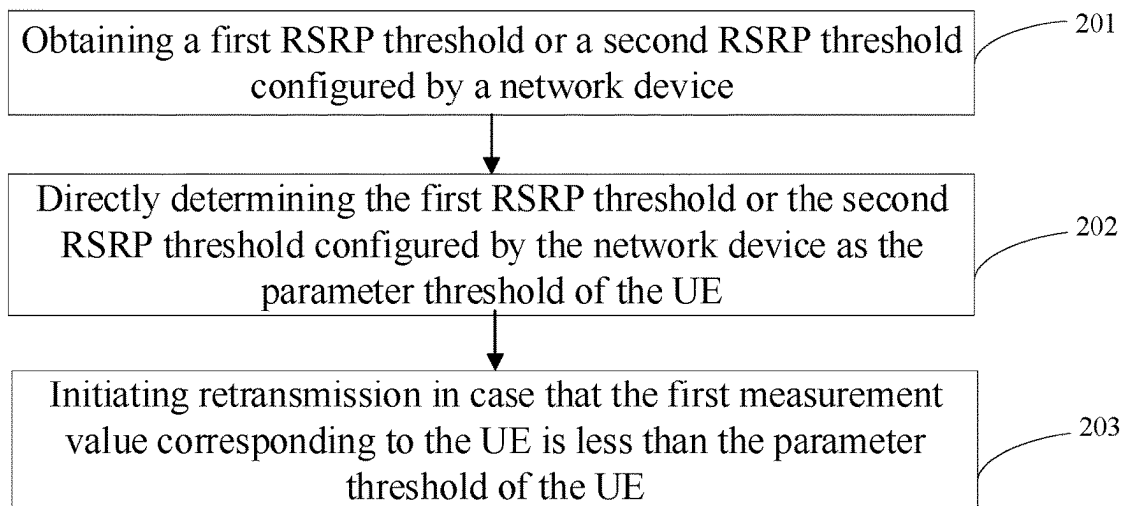 Obtaining a first RSRP threshold or a second RSRP threshold
configured by a network device
201
Directly determining the first RSRP threshold or the second
RSRP threshold configured by the network device as the
parameter threshold of the UE
202
Initiating retransmission in case that the first measurement
value corresponding to the UE is less than the parameter
threshold of the UE
203